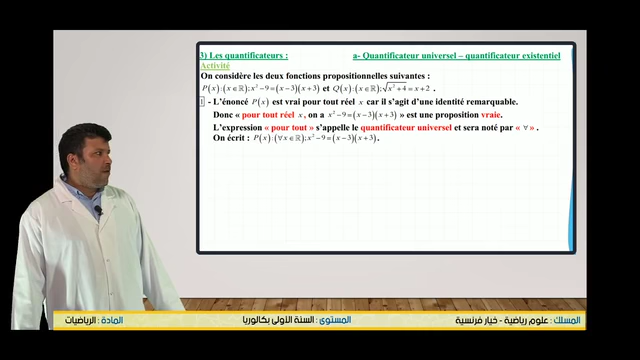 3) Les quantificateurs : a- Quantificateur universel – quantificateur existentiel
Activité
On considère les deux fonctions propositionnelles suivantes :
P(x):(x∈ℝ); x²−9=(x−3)(x+3) et Q(x):(x∈ℝ); √x²+4=x+2 .
1 - L'énoncé P(x) est vrai pour tout réel x car il s'agit d'une identité remarquable.
Donc « pour tout réel x, on a x²−9=(x−3)(x+3) » est une proposition vraie.
L'expression « pour tout » s'appelle le quantificateur universel et sera noté par « ∀ » .
On écrit : P(x):(∀x∈ℝ); x²−9=(x−3)(x+3).
المسلك : علوم رياضية - خيار فرنسية المستوى : السنة الأولى بكالوريا المادة : الرياضيات